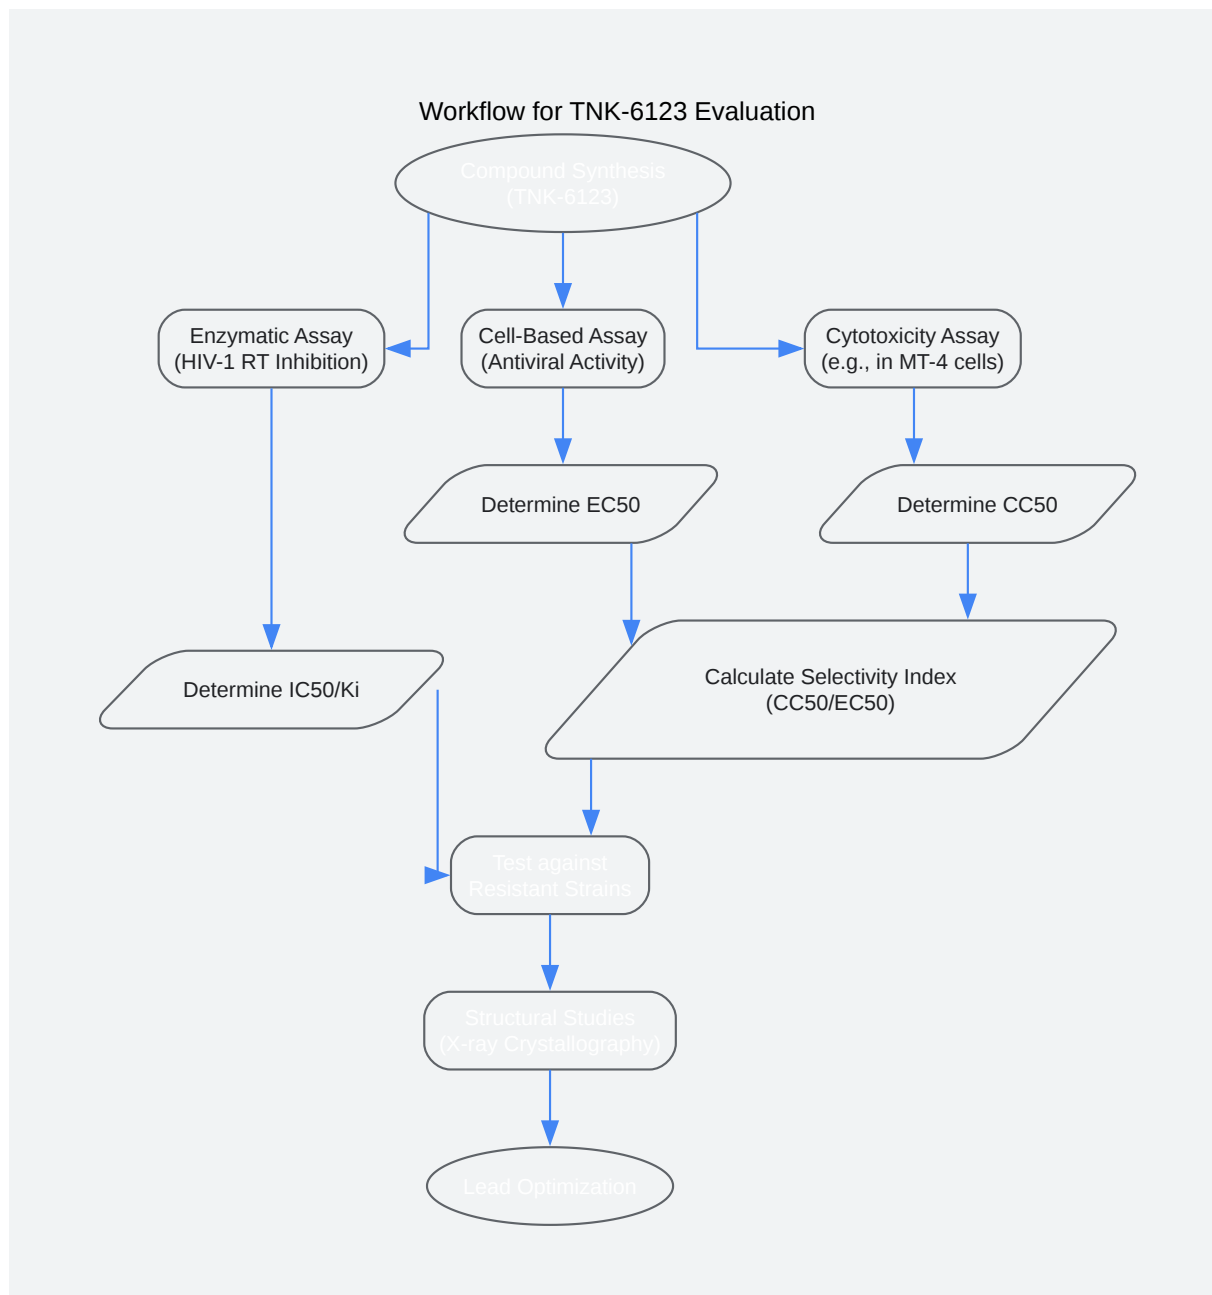 Workflow for TNK-6123 Evaluation
Compound Synthesis
(TNK-6123)
Enzymatic Assay
(HIV-1 RT Inhibition)
Cell-Based Assay
(Antiviral Activity)
Cytotoxicity Assay
(e.g., in MT-4 cells)
Determine EC50
Determine CC50
Determine IC50/Ki
Calculate Selectivity Index
(CC50/EC50)
Test against
Resistant Strains
Structural Studies
(X-ray Crystallography)
Lead Optimization